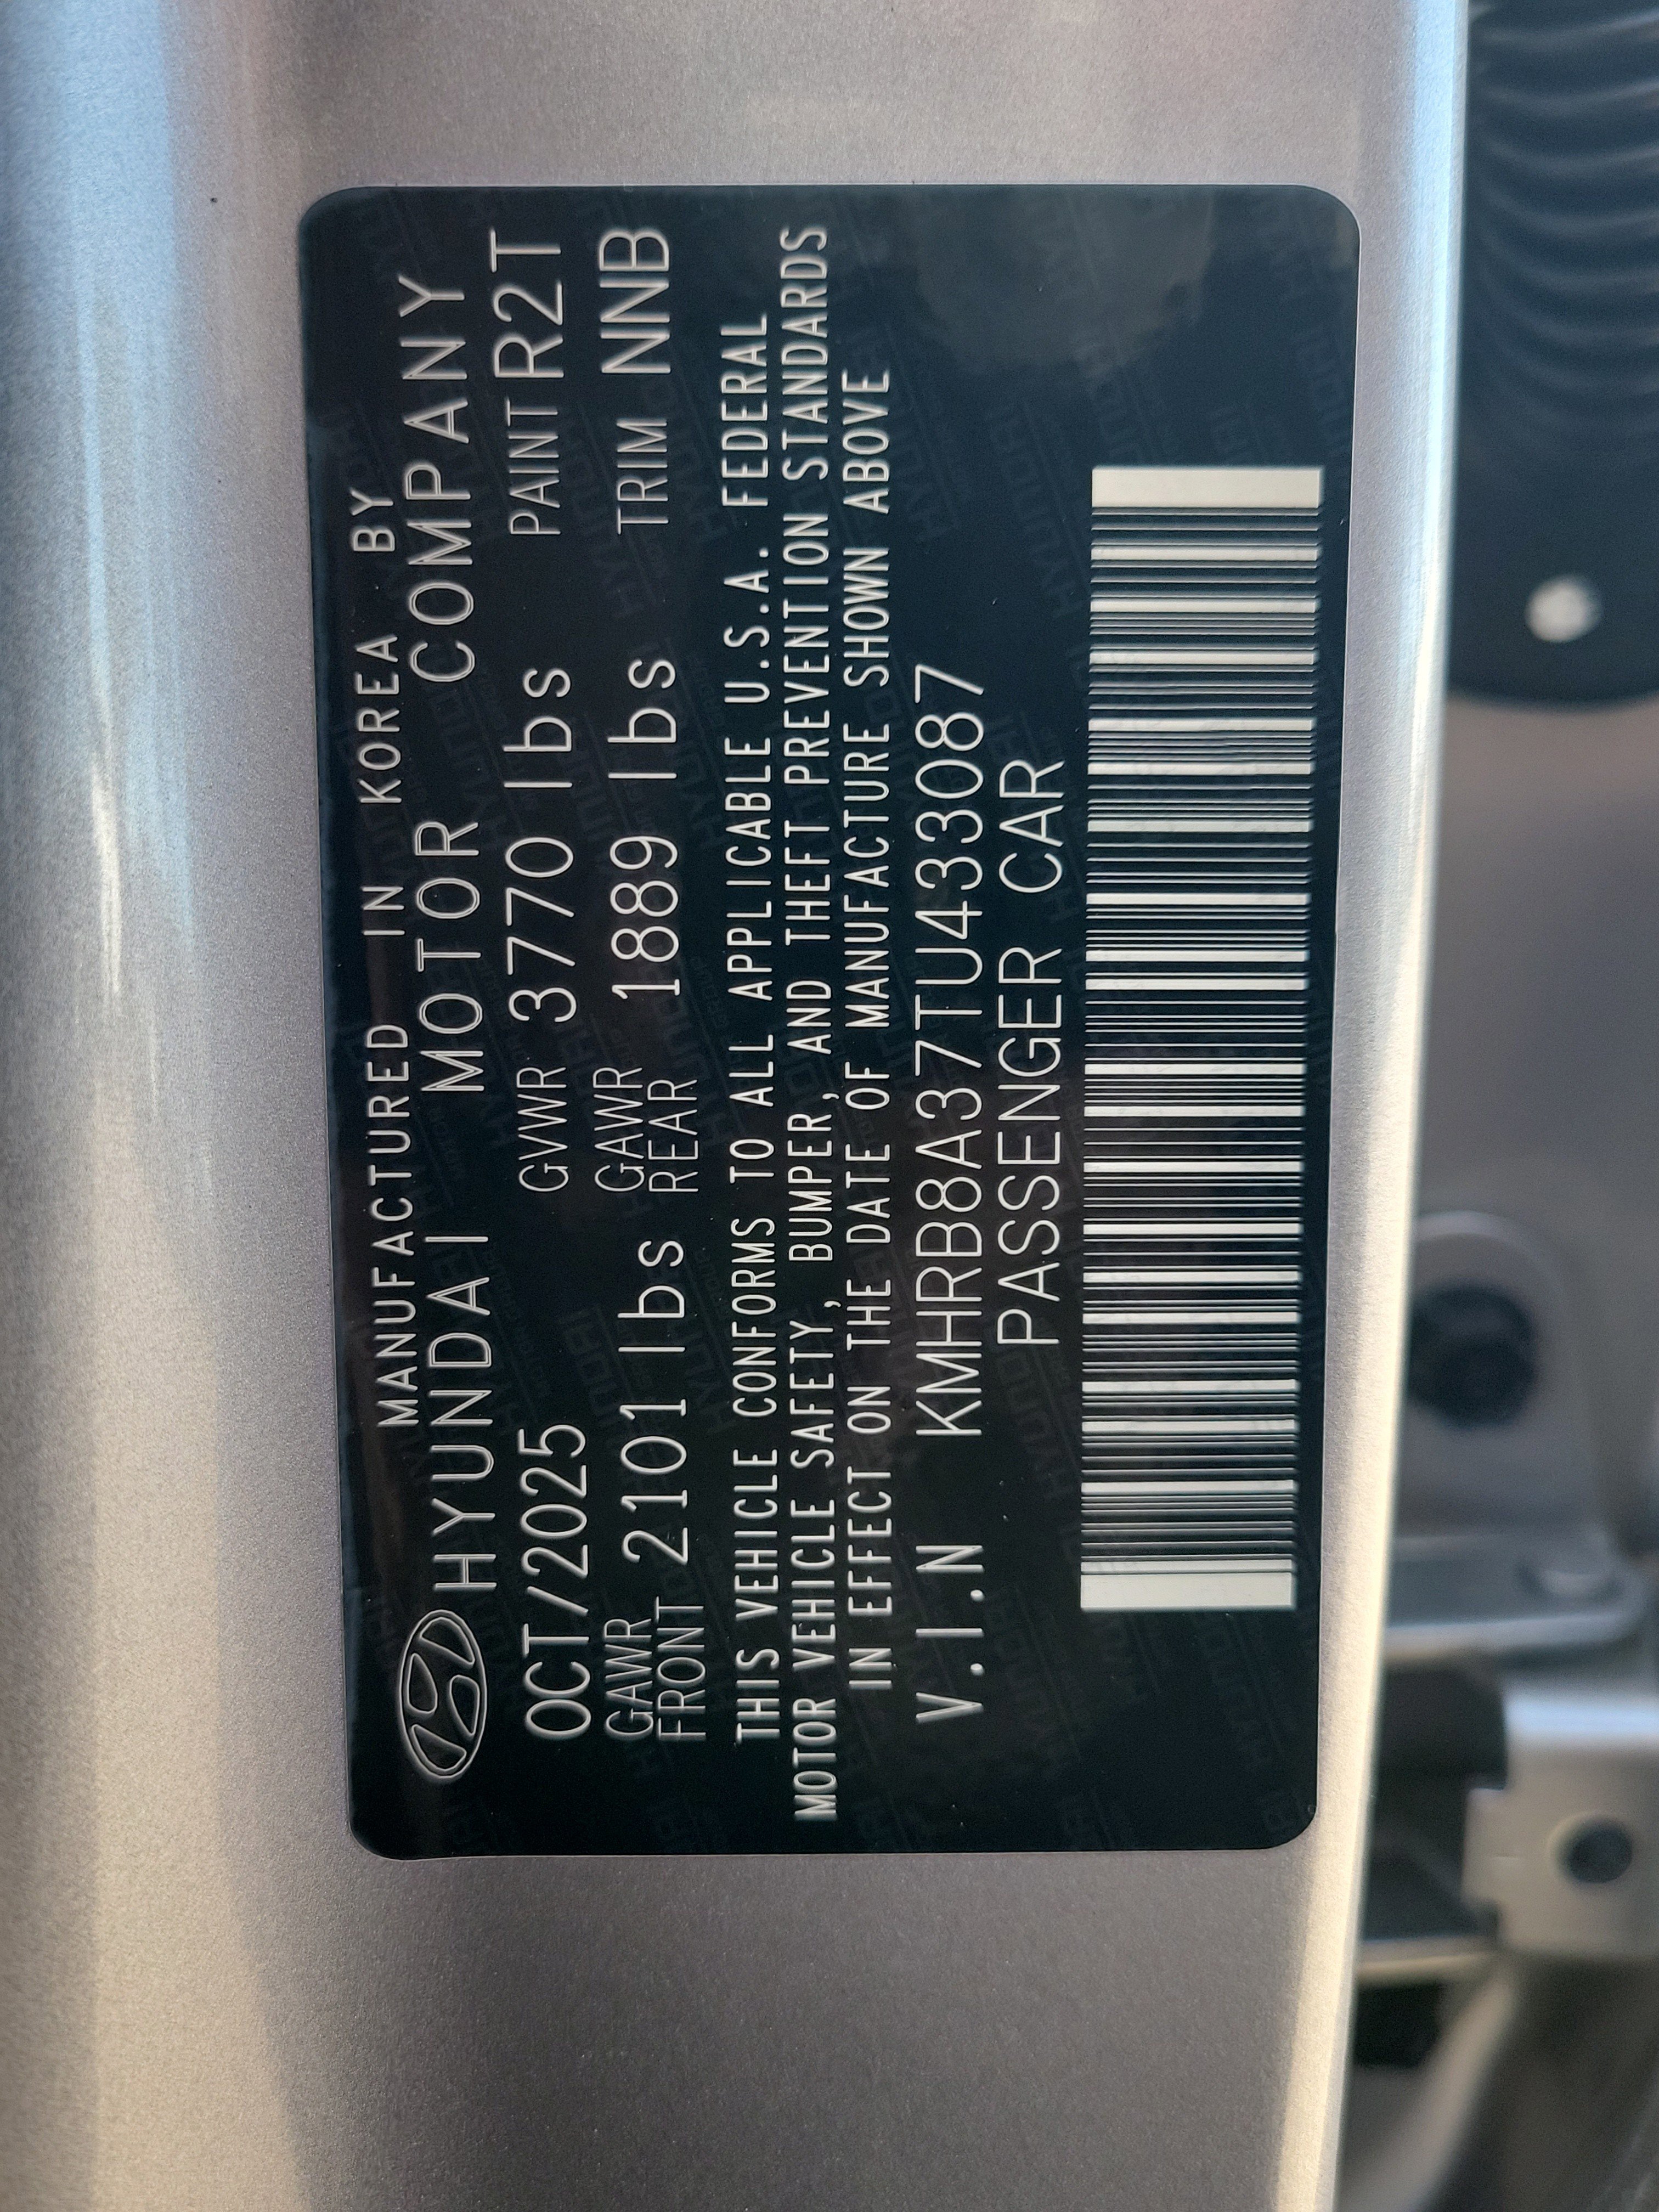 MANUFACTURED IN KOREA BY
HYUNDAI MOTOR COMPANY
OCT/2025 GVWR 3770 lbs PAINT R2T
GAWR FRONT 2101 lbs GAWR REAR 1889 lbs TRIM NNB
THIS VEHICLE CONFORMS TO ALL APPLICABLE U.S.A. FEDERAL
MOTOR VEHICLE SAFETY, BUMPER, AND THEFT PREVENTION STANDARDS
IN EFFECT ON THE DATE OF MANUFACTURE SHOWN ABOVE
V.I.N KMHRB8A37TU433087
PASSENGER CAR